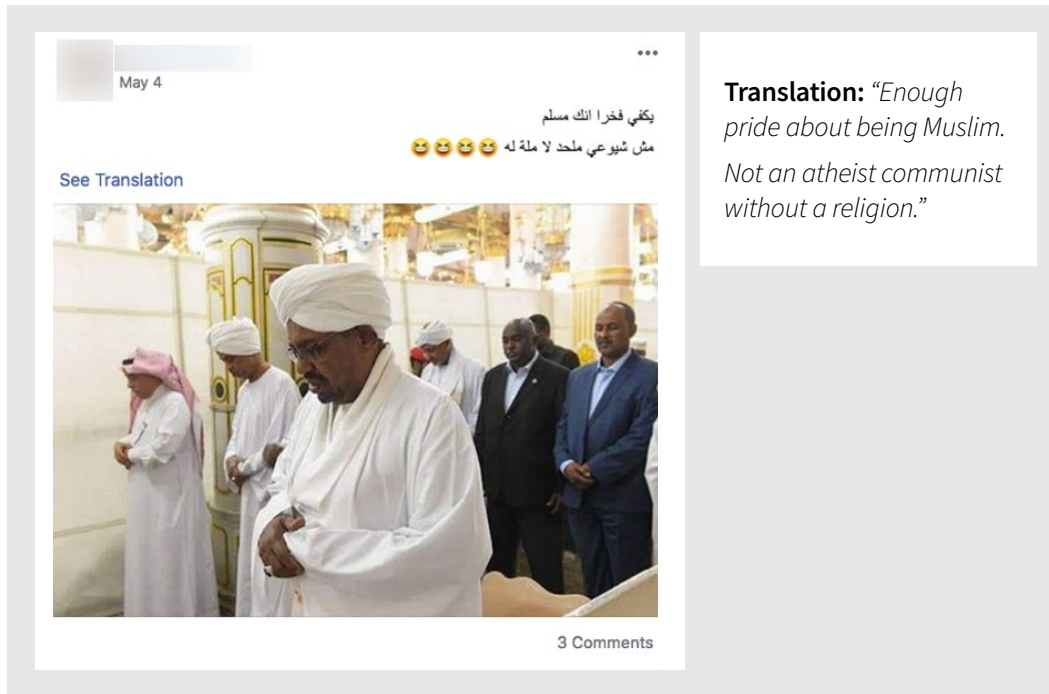 May 4
•••
يكفي فخرا انك مسلم
مش شيوعي ملحد لا ملة له 😆😆😆😆
See Translation
3 Comments
Translation: “Enough
pride about being Muslim.
Not an atheist communist
without a religion.”